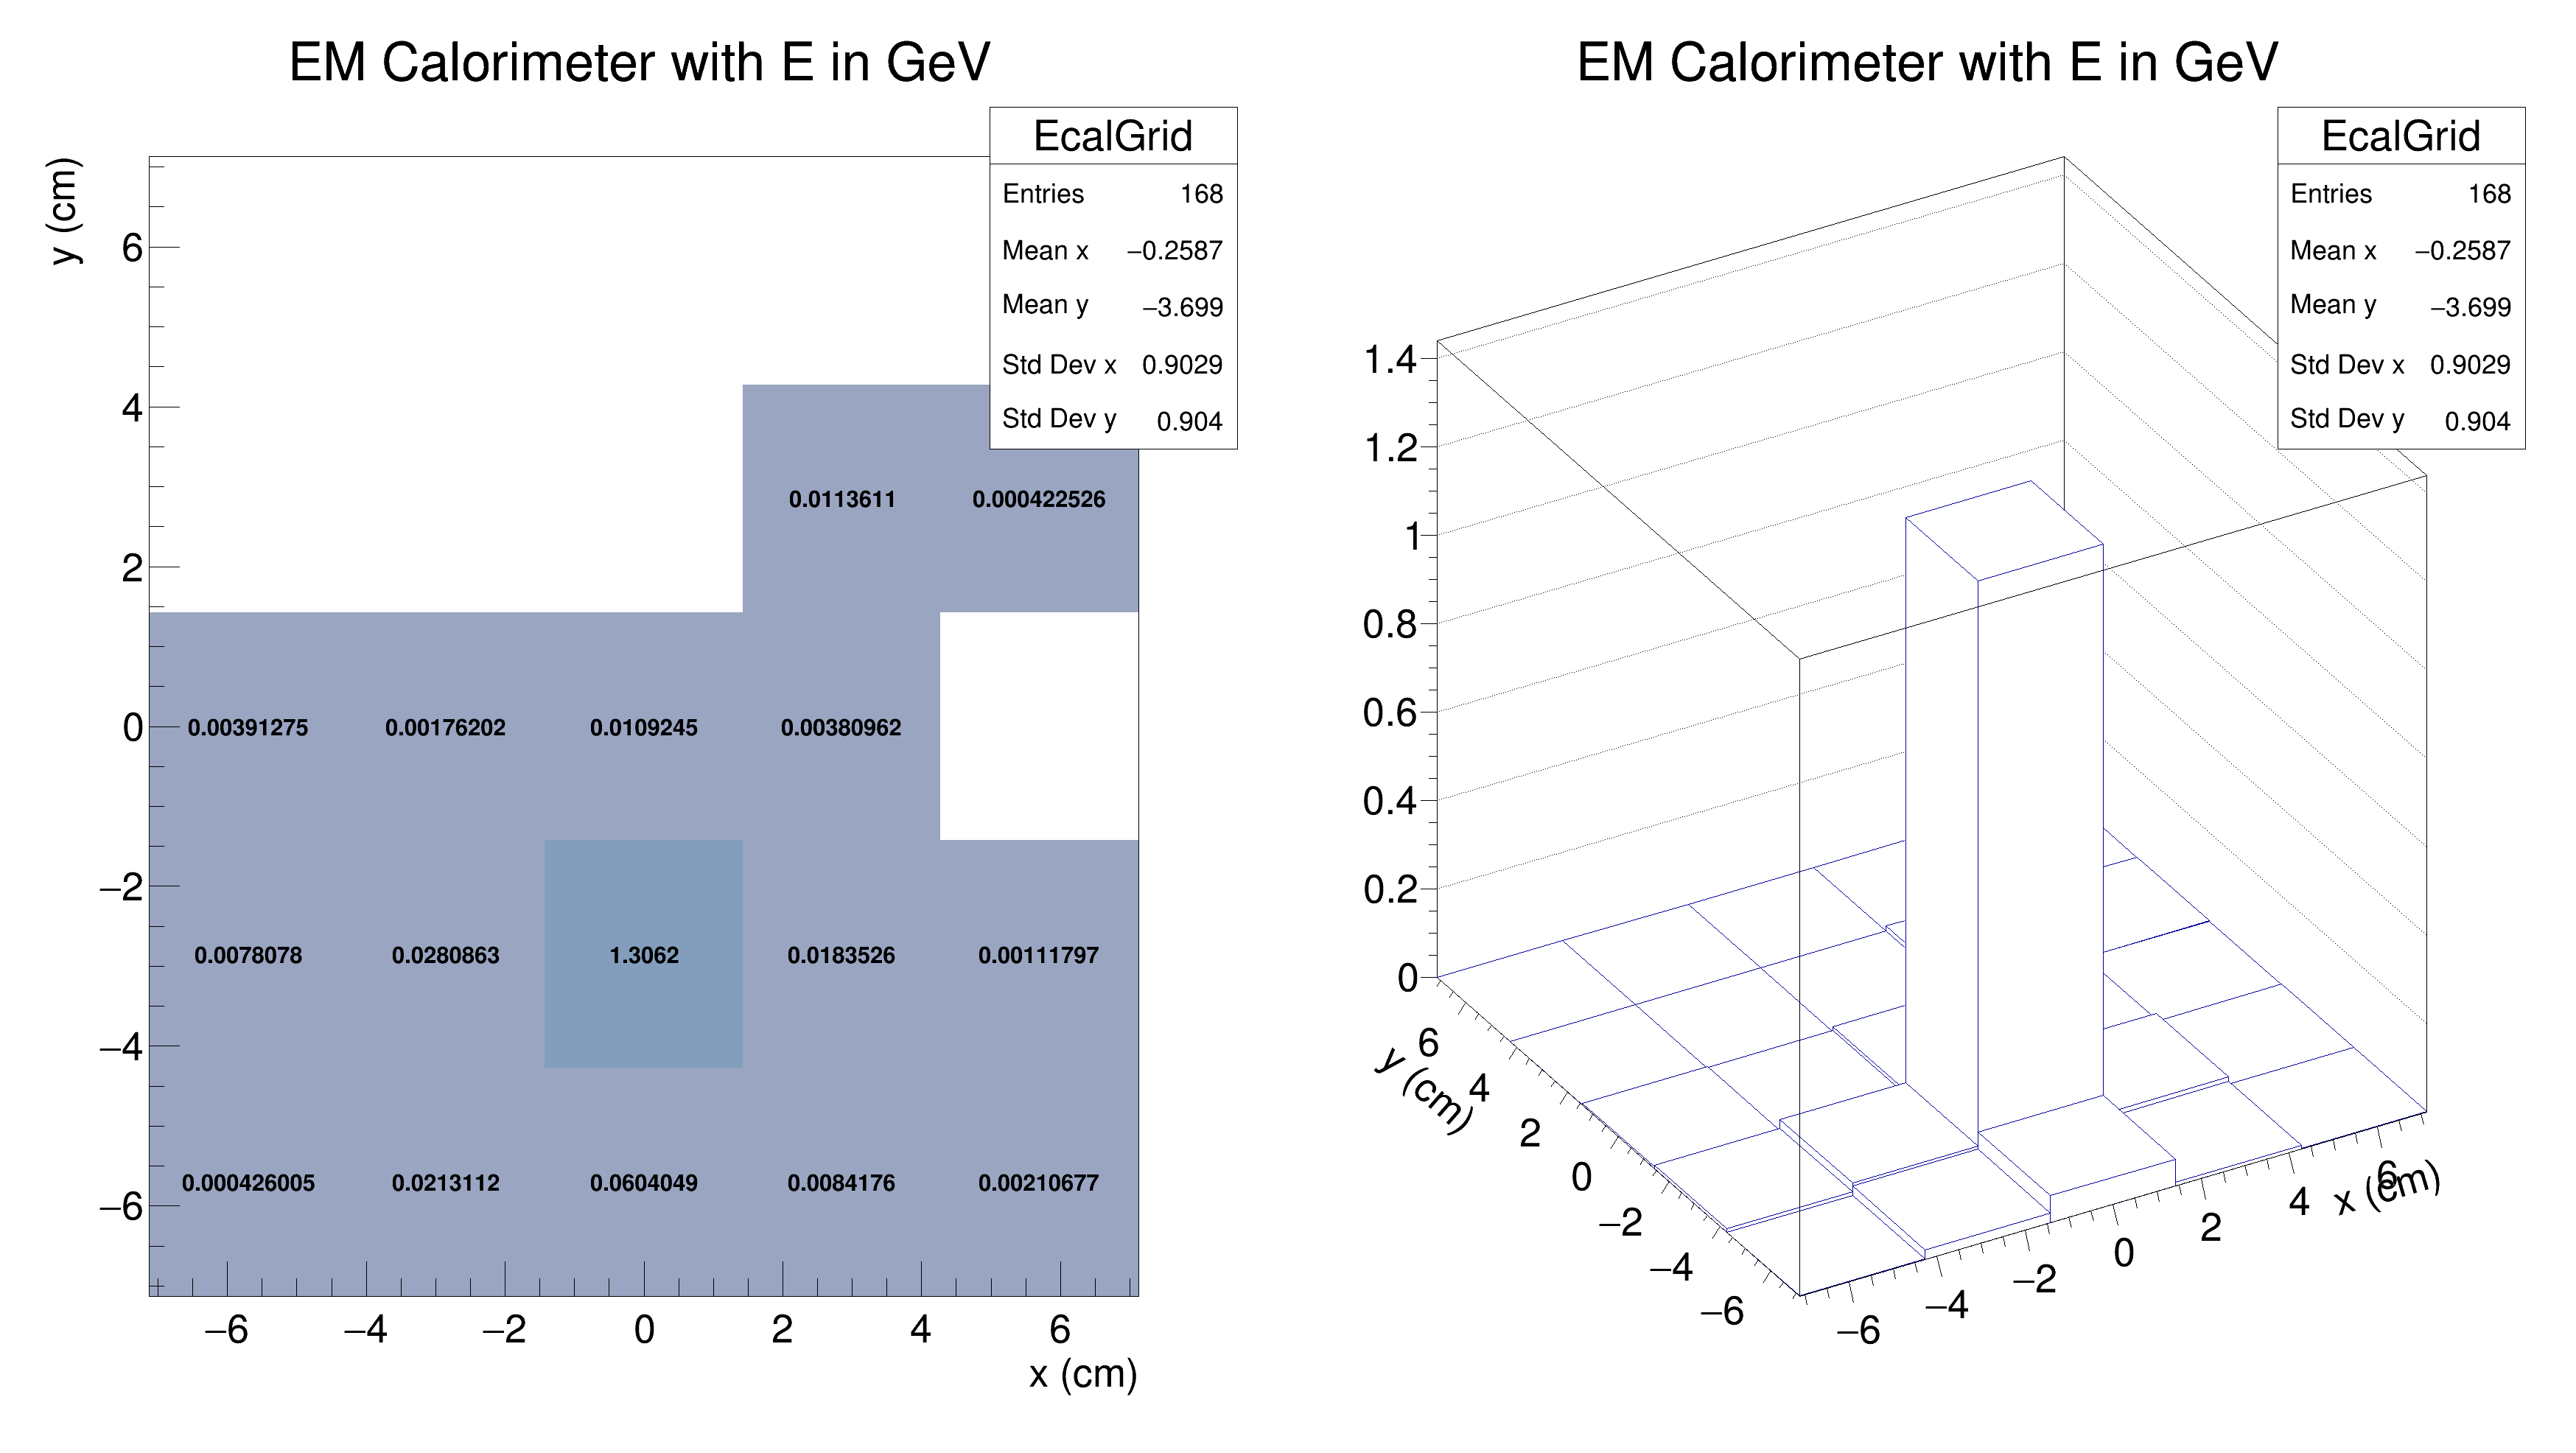 EM Calorimeter with E in GeV
EcalGrid
Entries 168
Mean x −0.2587
Mean y −3.699
Std Dev x 0.9029
Std Dev y 0.904
y (cm)
6
4
2
0
−2
−4
−6
0.0113611 0.000422526
0.00391275 0.00176202 0.0109245 0.00380962
0.0078078 0.0280863 1.3062 0.0183526 0.00111797
0.000426005 0.0213112 0.0604049 0.0084176 0.00210677
−6 −4 −2 0 2 4 6
x (cm)
EM Calorimeter with E in GeV
EcalGrid
Entries 168
Mean x −0.2587
Mean y −3.699
Std Dev x 0.9029
Std Dev y 0.904
1.4
1.2
1
0.8
0.6
0.4
0.2
0
y (cm)
6
4
2
0
−2
−4
−6
−6 −4 −2 0 2 4 6
x (cm)